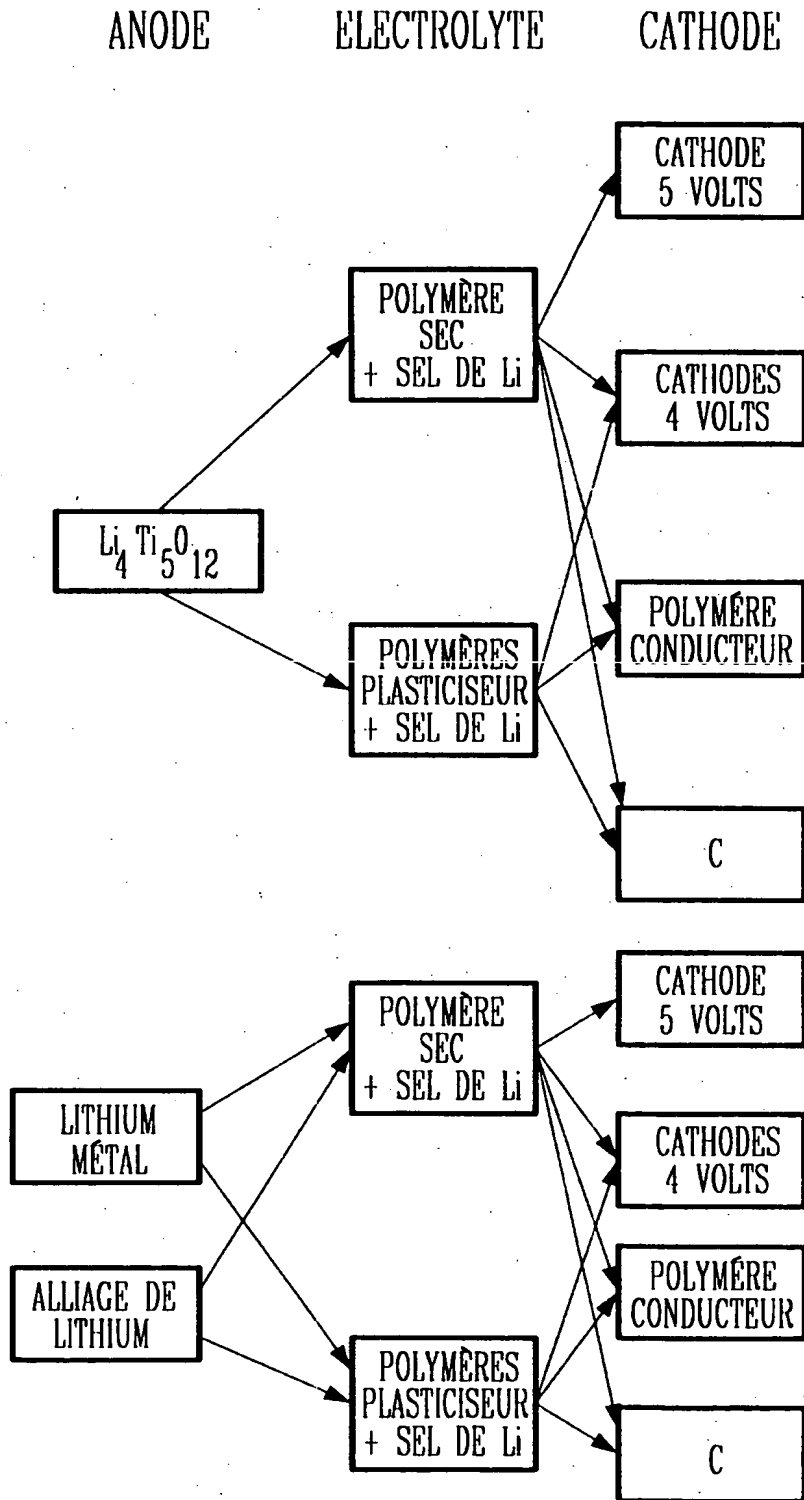 ANODE ELECTROLYTE CATHODE
CATHODE
5 VOLTS
POLYMÈRE
SEC
+ SEL DE Li
CATHODES
4 VOLTS
Li4 Ti5O12
POLYMÉRE
CONDUCTEUR
POLYMÈRES
PLASTICISEUR
+ SEL DE Li
C
CATHODE
5 VOLTS
POLYMÈRE
SEC
+ SEL DE Li
LITHIUM
MÉTAL
CATHODES
4 VOLTS
ALLIAGE DE
LITHIUM
POLYMÉRE
CONDUCTEUR
POLYMÈRES
PLASTICISEUR
+ SEL DE Li
C